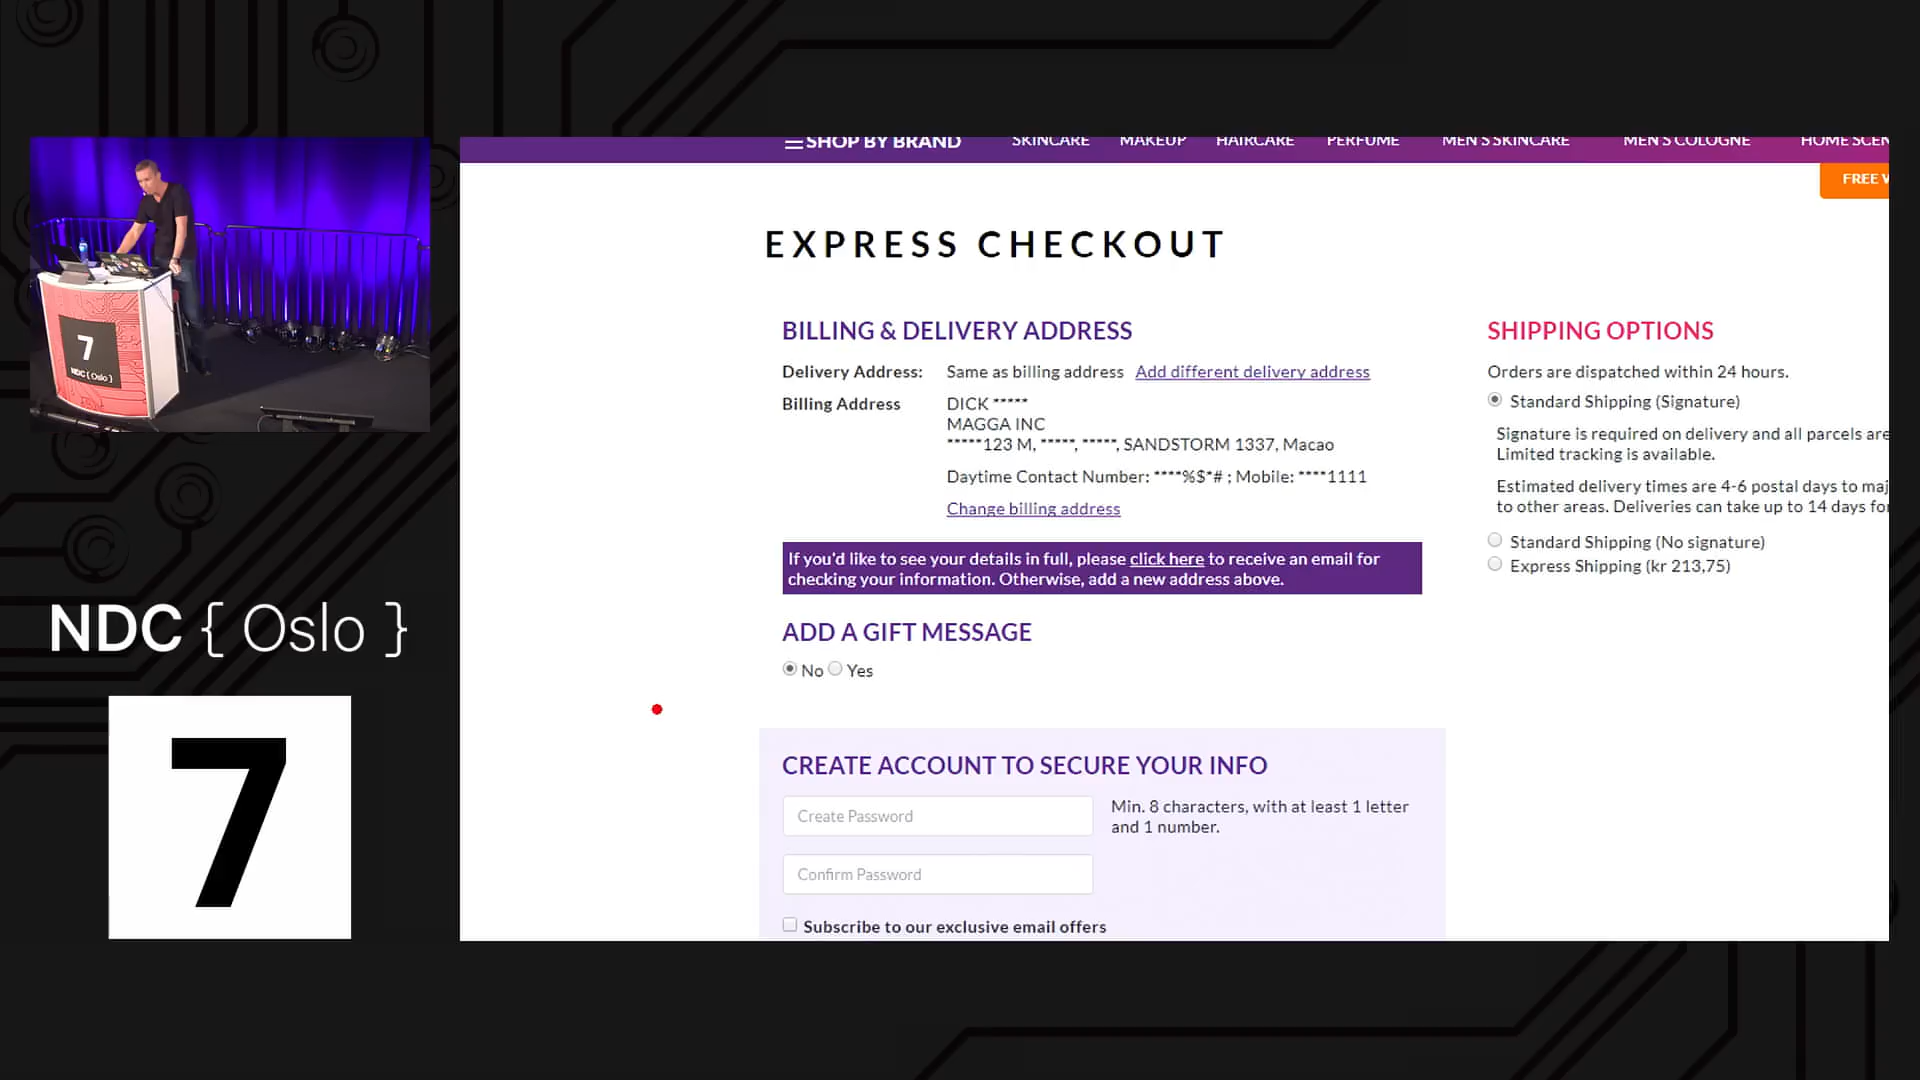 SHOP BY BRAND SKINCARE MAKEUP HAIRCARE PERFUME MEN'S SKINCARE MEN'S COLOGNE HOME SCEN
FREE
EXPRESS CHECKOUT
BILLING & DELIVERY ADDRESS
Delivery Address: Same as billing address Add different delivery address
Billing Address DICK *****
MAGGA INC
*****123 M, *****, *****, SANDSTORM 1337, Macao
Daytime Contact Number: ****%$*# ; Mobile: ****1111
Change billing address
If you'd like to see your details in full, please click here to receive an email for
checking your information. Otherwise, add a new address above.
ADD A GIFT MESSAGE
No Yes
CREATE ACCOUNT TO SECURE YOUR INFO
Create Password
Min. 8 characters, with at least 1 letter
and 1 number.
Confirm Password
Subscribe to our exclusive email offers
SHIPPING OPTIONS
Orders are dispatched within 24 hours.
Standard Shipping (Signature)
Signature is required on delivery and all parcels are
Limited tracking is available.
Estimated delivery times are 4-6 postal days to maj
to other areas. Deliveries can take up to 14 days for
Standard Shipping (No signature)
Express Shipping (kr 213,75)
7
NDC { Oslo }
NDC { Oslo }
7